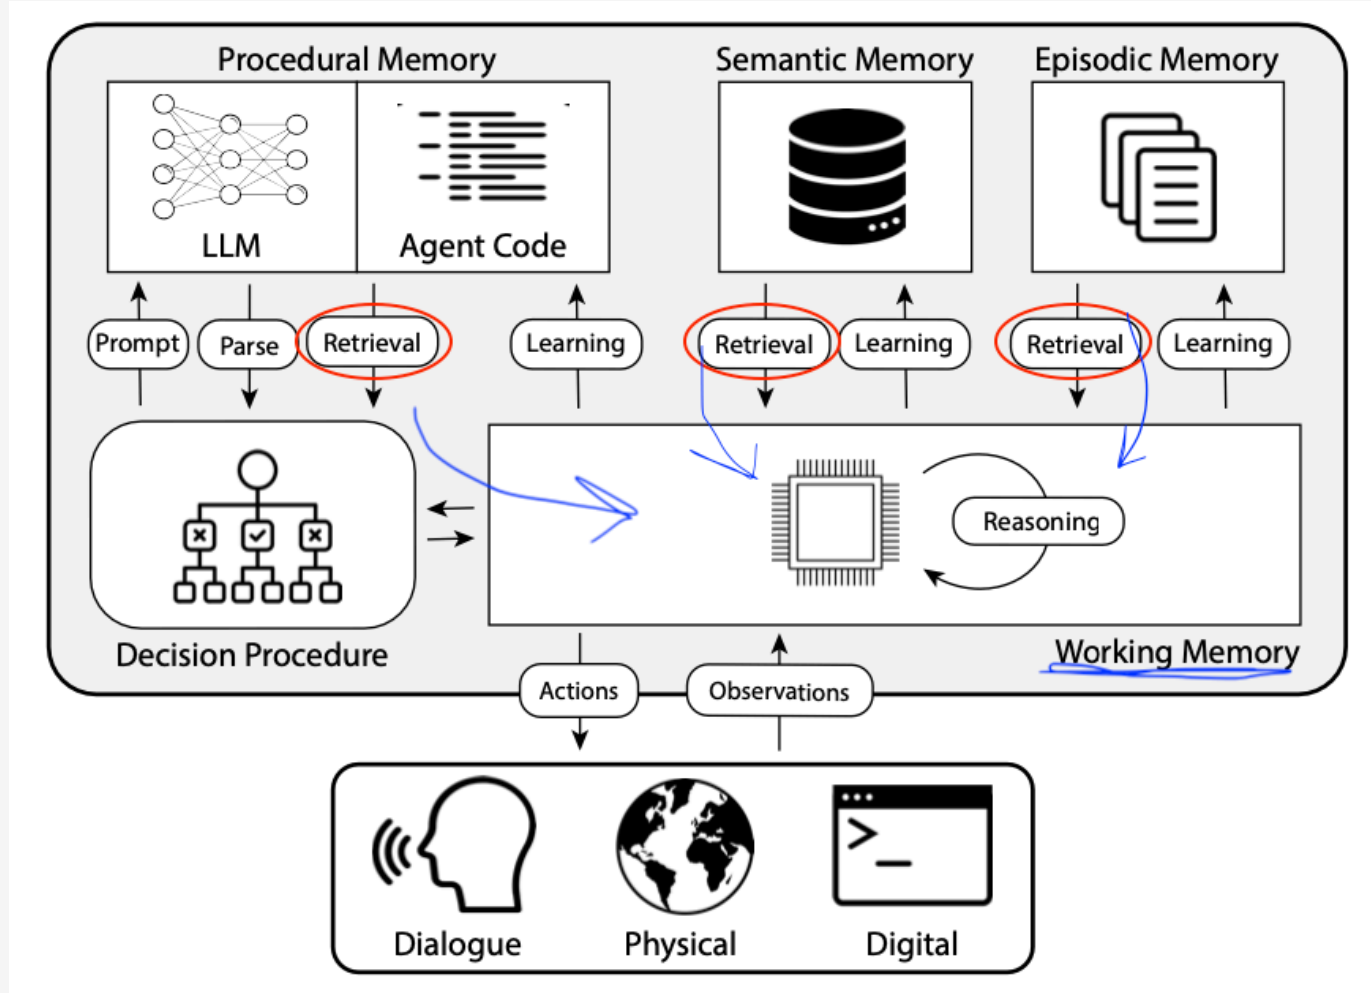 Procedural Memory
Semantic Memory
Episodic Memory
LLM
Agent Code
Prompt
Parse
Retrieval
Learning
Retrieval
Learning
Retrieval
Learning
Reasoning
Decision Procedure
Working Memory
Actions
Observations
>_
Dialogue
Physical
Digital